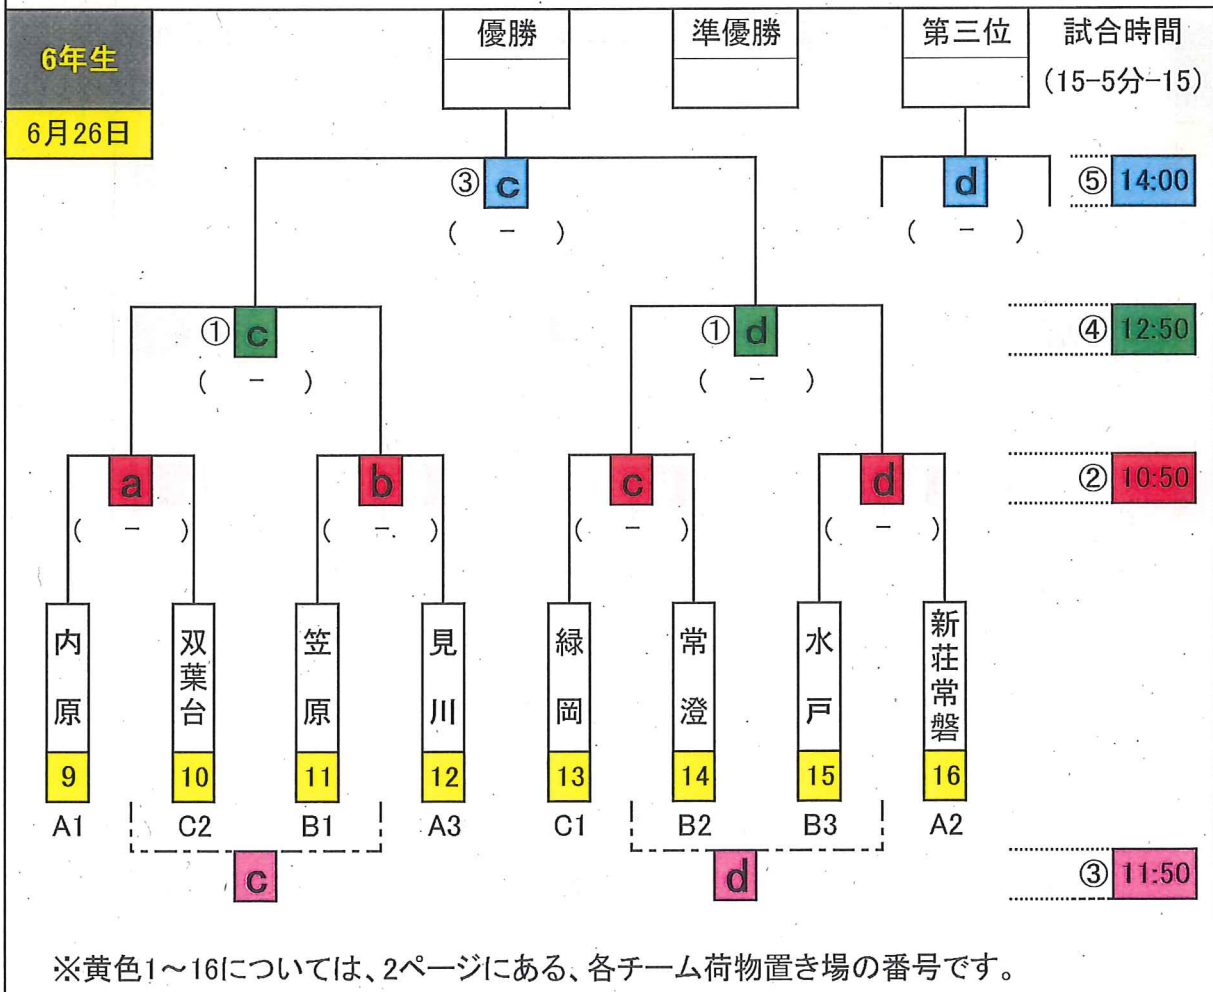 6年生
優勝
準優勝
第三位
試合時間
(15-5分-15)
6月26日
③ c
d
⑤ 14:00
( - )
( - )
① c
① d
④ 12:50
( - )
( - )
a
b
c
d
② 10:50
( - )
( - )
( - )
( - )
内原
双葉台
笠原
見川
緑岡
常澄
水戸
新荘常磐
9
10
11
12
13
14
15
16
A1
C2
B1
A3
C1
B2
B3
A2
c
d
③ 11:50
※黄色1～16については、2ページにある、各チーム荷物置き場の番号です。